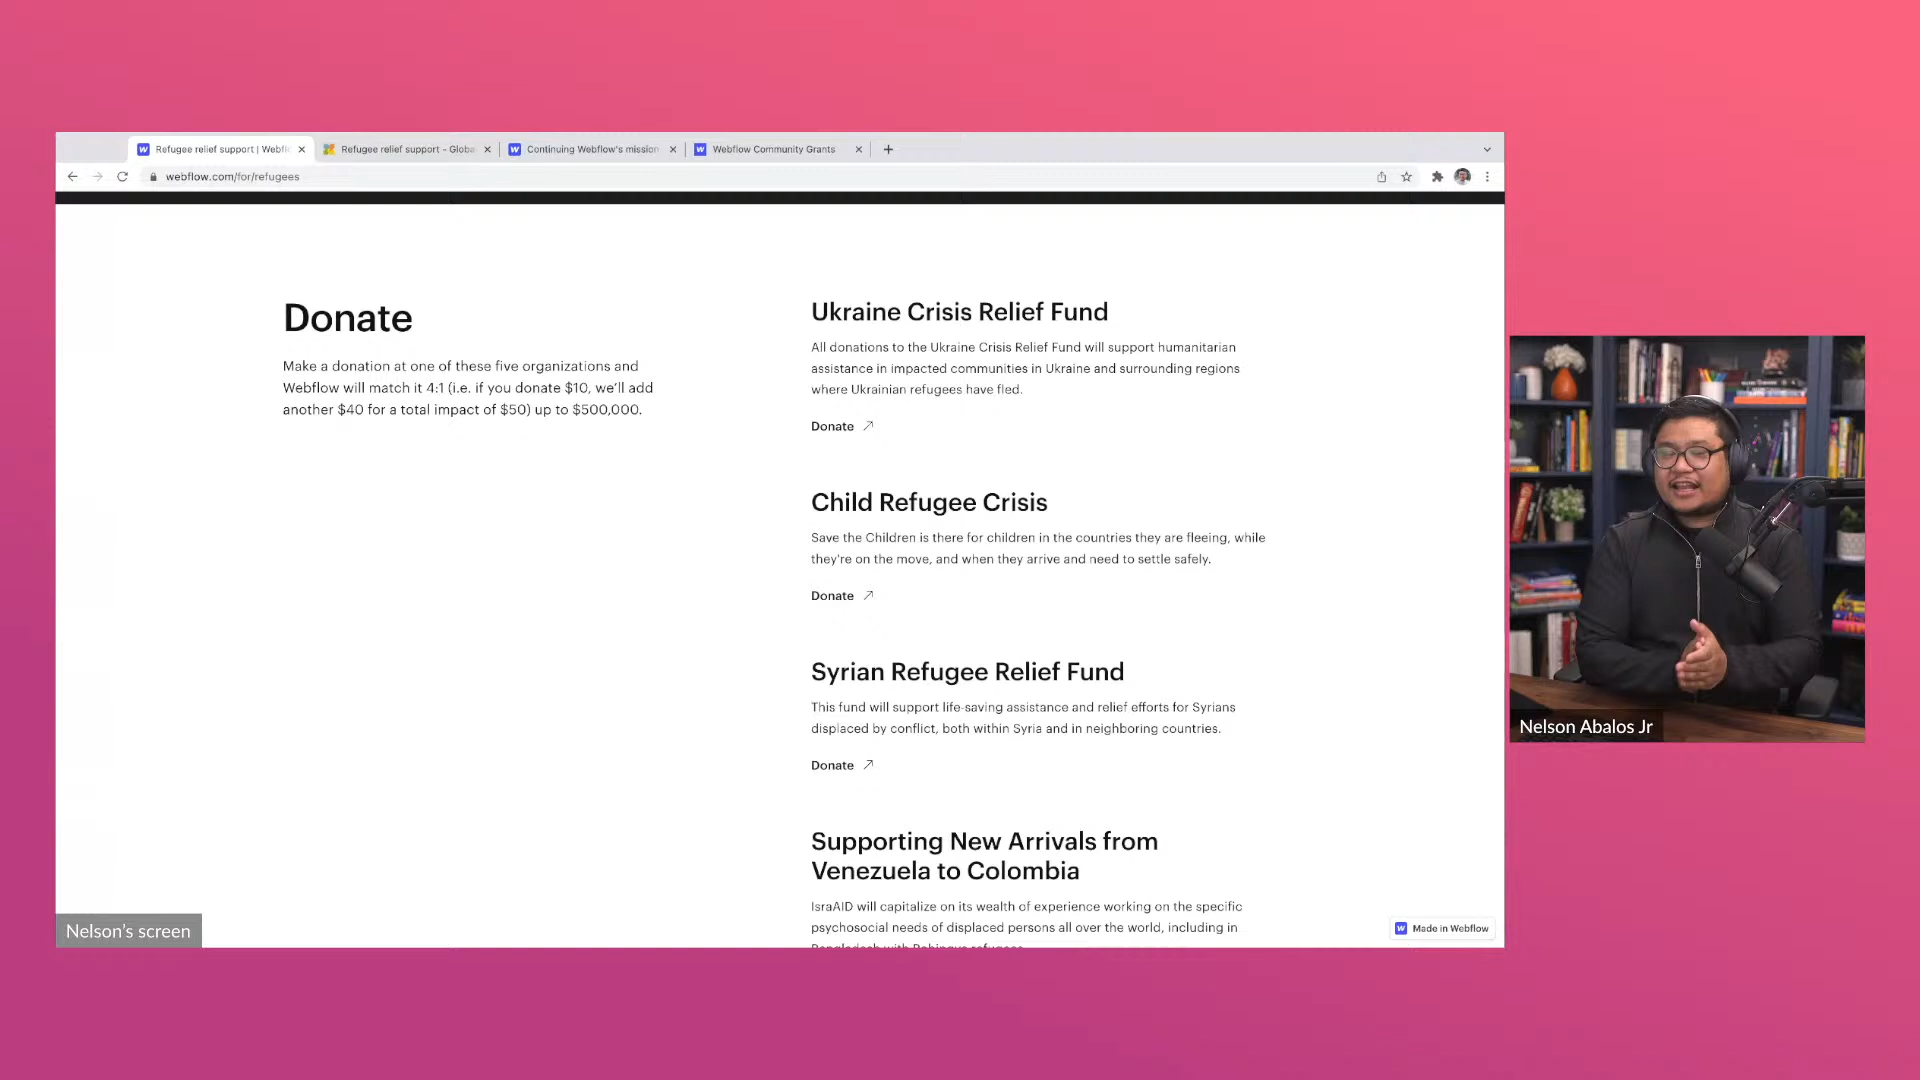 Refugee relief support | Webfl
Refugee relief support - Globa
Continuing Webflow's mission
Webflow Community Grants
webflow.com/for/refugees
Donate
Make a donation at one of these five organizations and
Webflow will match it 4:1 (i.e. if you donate $10, we'll add
another $40 for a total impact of $50) up to $500,000.
Ukraine Crisis Relief Fund
All donations to the Ukraine Crisis Relief Fund will support humanitarian
assistance in impacted communities in Ukraine and surrounding regions
where Ukrainian refugees have fled.
Donate
Child Refugee Crisis
Save the Children is there for children in the countries they are fleeing, while
they're on the move, and when they arrive and need to settle safely.
Donate
Syrian Refugee Relief Fund
This fund will support life-saving assistance and relief efforts for Syrians
displaced by conflict, both within Syria and in neighboring countries.
Donate
Supporting New Arrivals from
Venezuela to Colombia
IsraAID will capitalize on its wealth of experience working on the specific
psychosocial needs of displaced persons all over the world, including in
Bangladesh with Rohingya refugees.
Made in Webflow
Nelson's screen
Nelson Abalos Jr